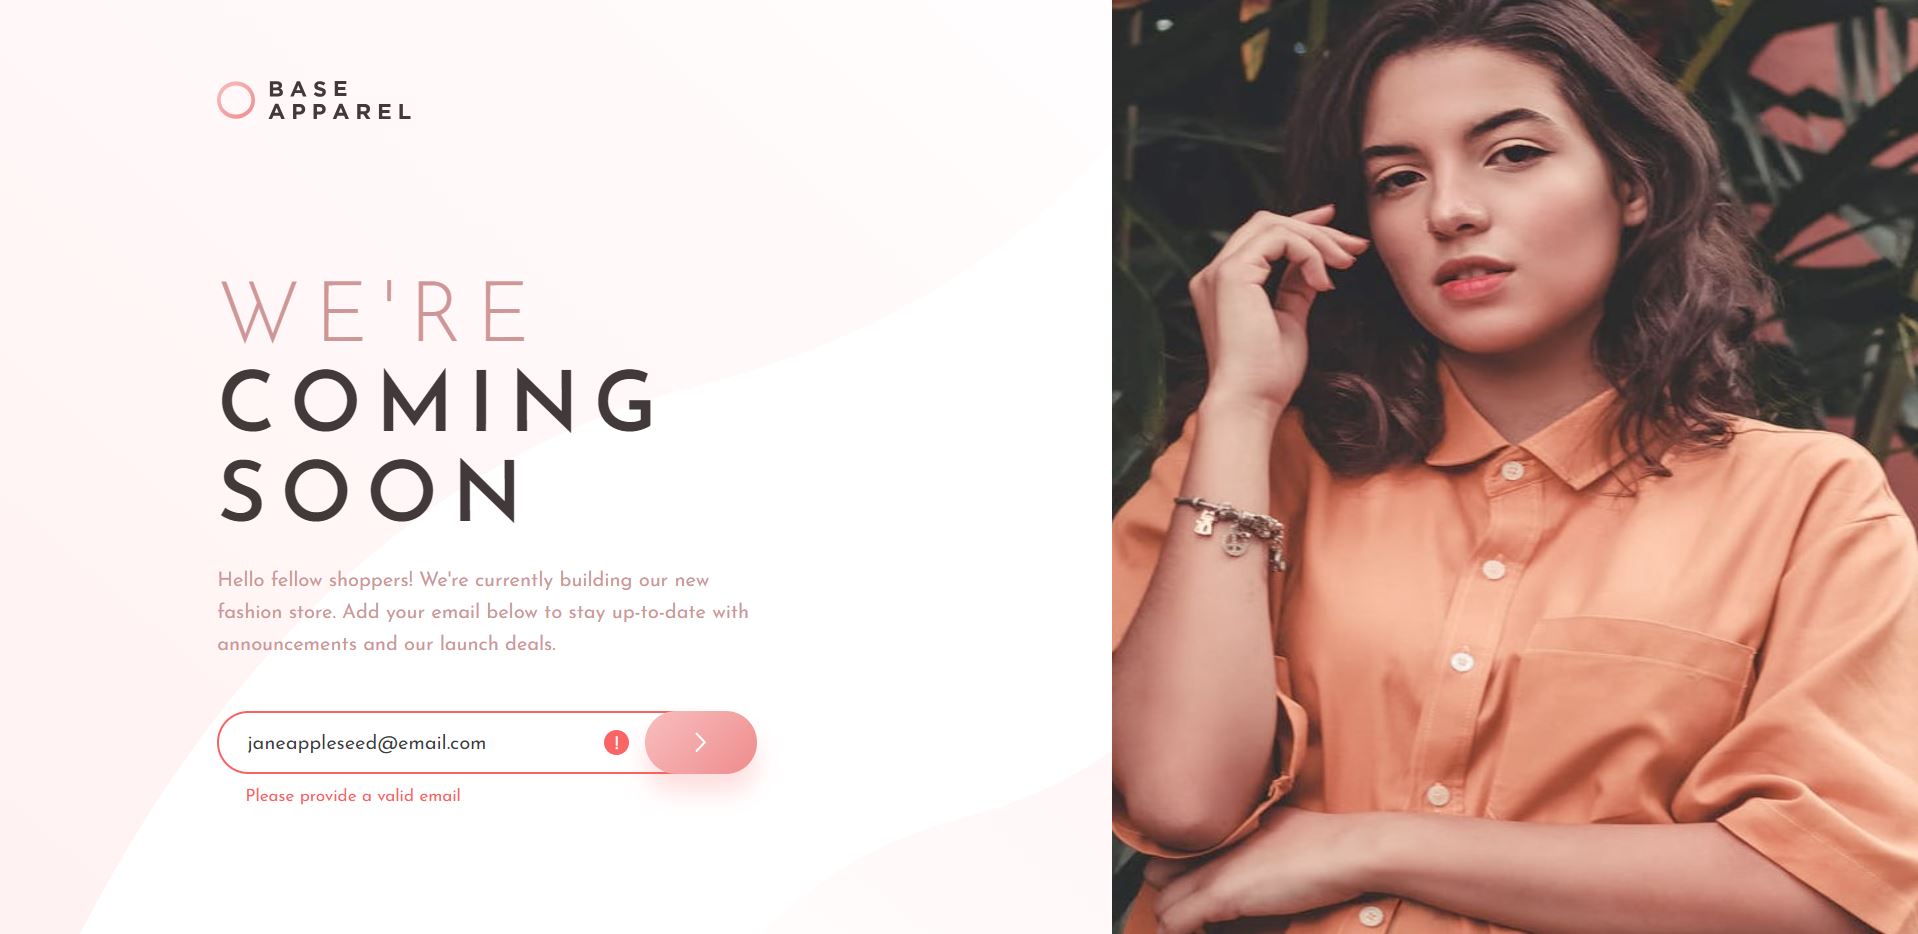 BASE
APPAREL
WE'RE
COMING
SOON
Hello fellow shoppers! We're currently building our new
fashion store. Add your email below to stay up-to-date with
announcements and our launch deals.
janeappleseed@email.com
!
Please provide a valid email